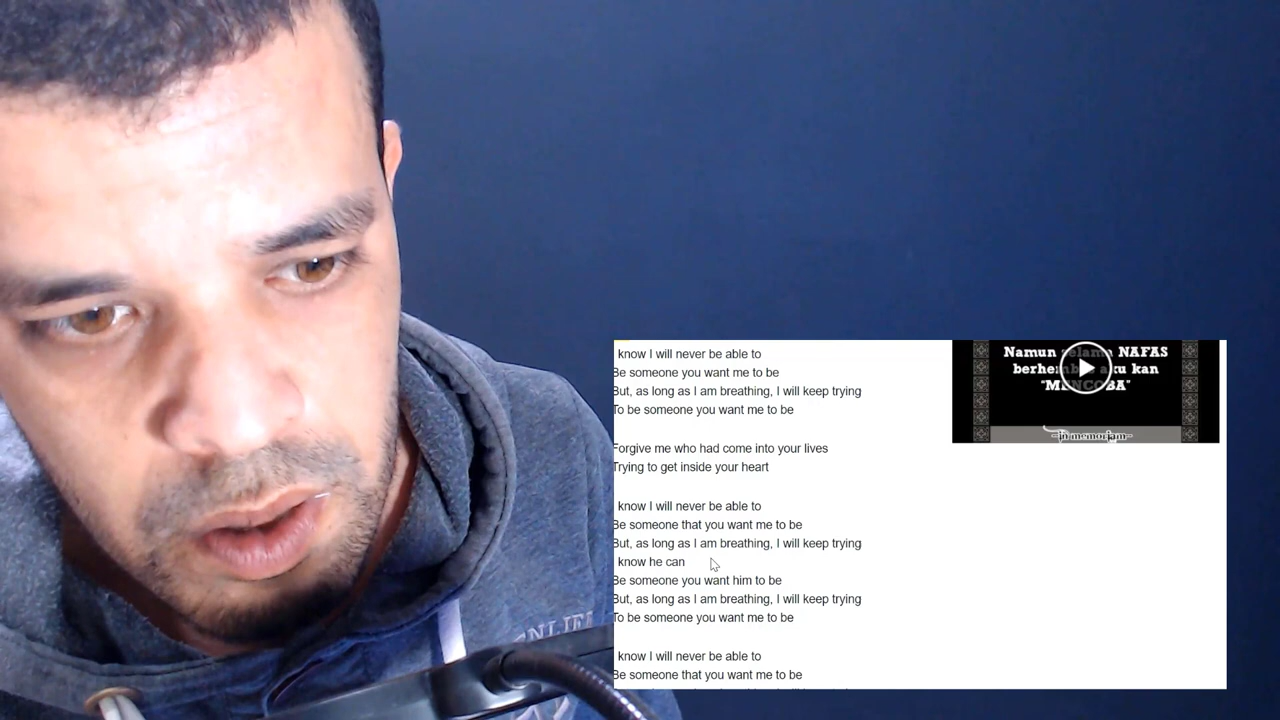 know I will never be able to
Be someone you want me to be
But, as long as I am breathing, I will keep trying
To be someone you want me to be
Forgive me who had come into your lives
Trying to get inside your heart
know I will never be able to
Be someone that you want me to be
But, as long as I am breathing, I will keep trying
know he can
Be someone you want him to be
But, as long as I am breathing, I will keep trying
To be someone you want me to be
know I will never be able to
Be someone that you want me to be
Namun selama NAFAS
berhembus aku kan
"MENCOBA"
~in memoriam~